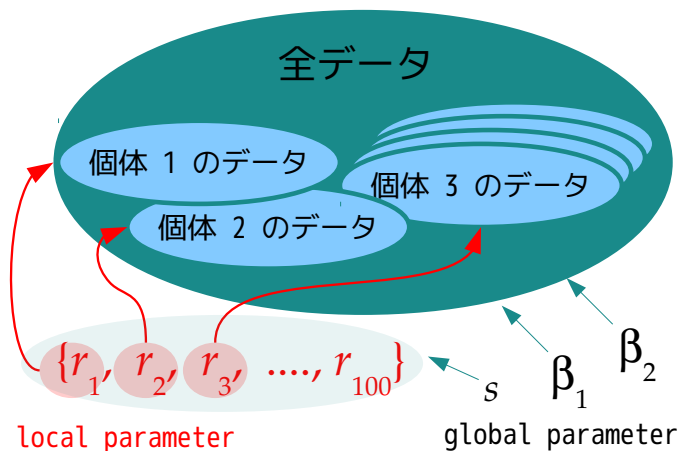 全データ
個体 1 のデータ
個体 3 のデータ
個体 2 のデータ
{r1, r2, r3, ...., r100}
s
β1
β2
local parameter
global parameter